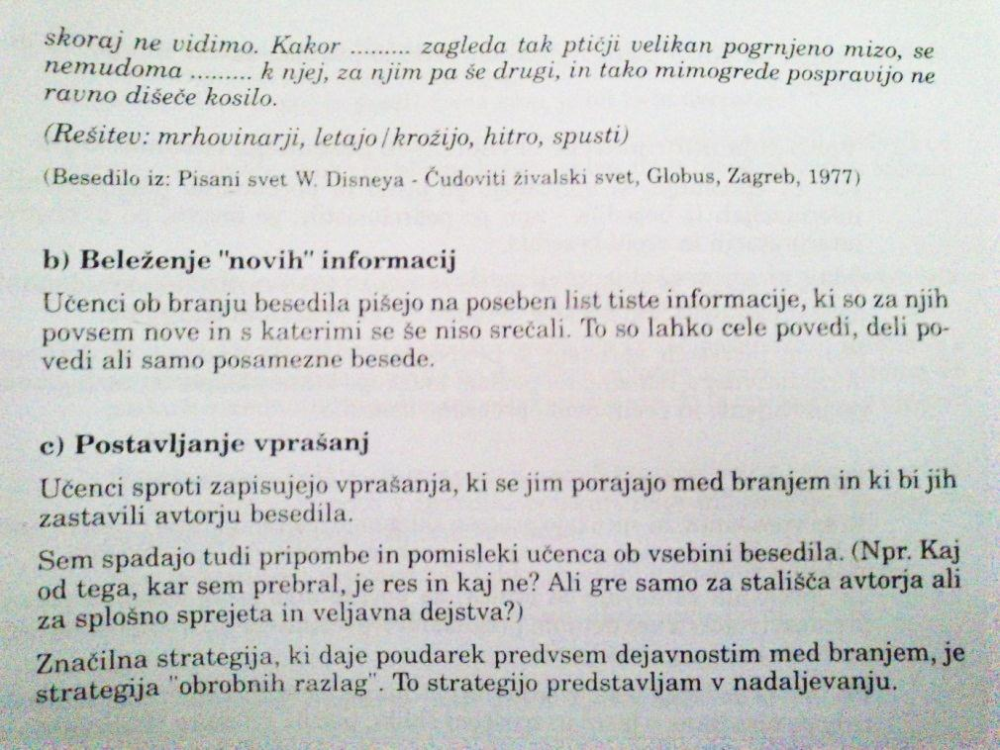 skoraj ne vidimo. Kakor ......... zagleda tak ptičji velikan pogrnjeno mizo, se
nemudoma ......... k njej, za njim pa še drugi, in tako mimogrede pospravijo ne
ravno dišeče kosilo.
(Rešitev: mrhovinarji, letajo/krožijo, hitro, spusti)
(Besedilo iz: Pisani svet W. Disneya - Čudoviti živalski svet, Globus, Zagreb, 1977)
b) Beleženje "novih" informacij
Učenci ob branju besedila pišejo na poseben list tiste informacije, ki so za njih
povsem nove in s katerimi se še niso srečali. To so lahko cele povedi, deli po-
vedi ali samo posamezne besede.
c) Postavljanje vprašanj
Učenci sproti zapisujejo vprašanja, ki se jim porajajo med branjem in ki bi jih
zastavili avtorju besedila.
Sem spadajo tudi pripombe in pomisleki učenca ob vsebini besedila. (Npr. Kaj
od tega, kar sem prebral, je res in kaj ne? Ali gre samo za stališča avtorja ali
za splošno sprejeta in veljavna dejstva?)
Značilna strategija, ki daje poudarek predvsem dejavnostim med branjem, je
strategija "obrobnih razlag". To strategijo predstavljam v nadaljevanju.